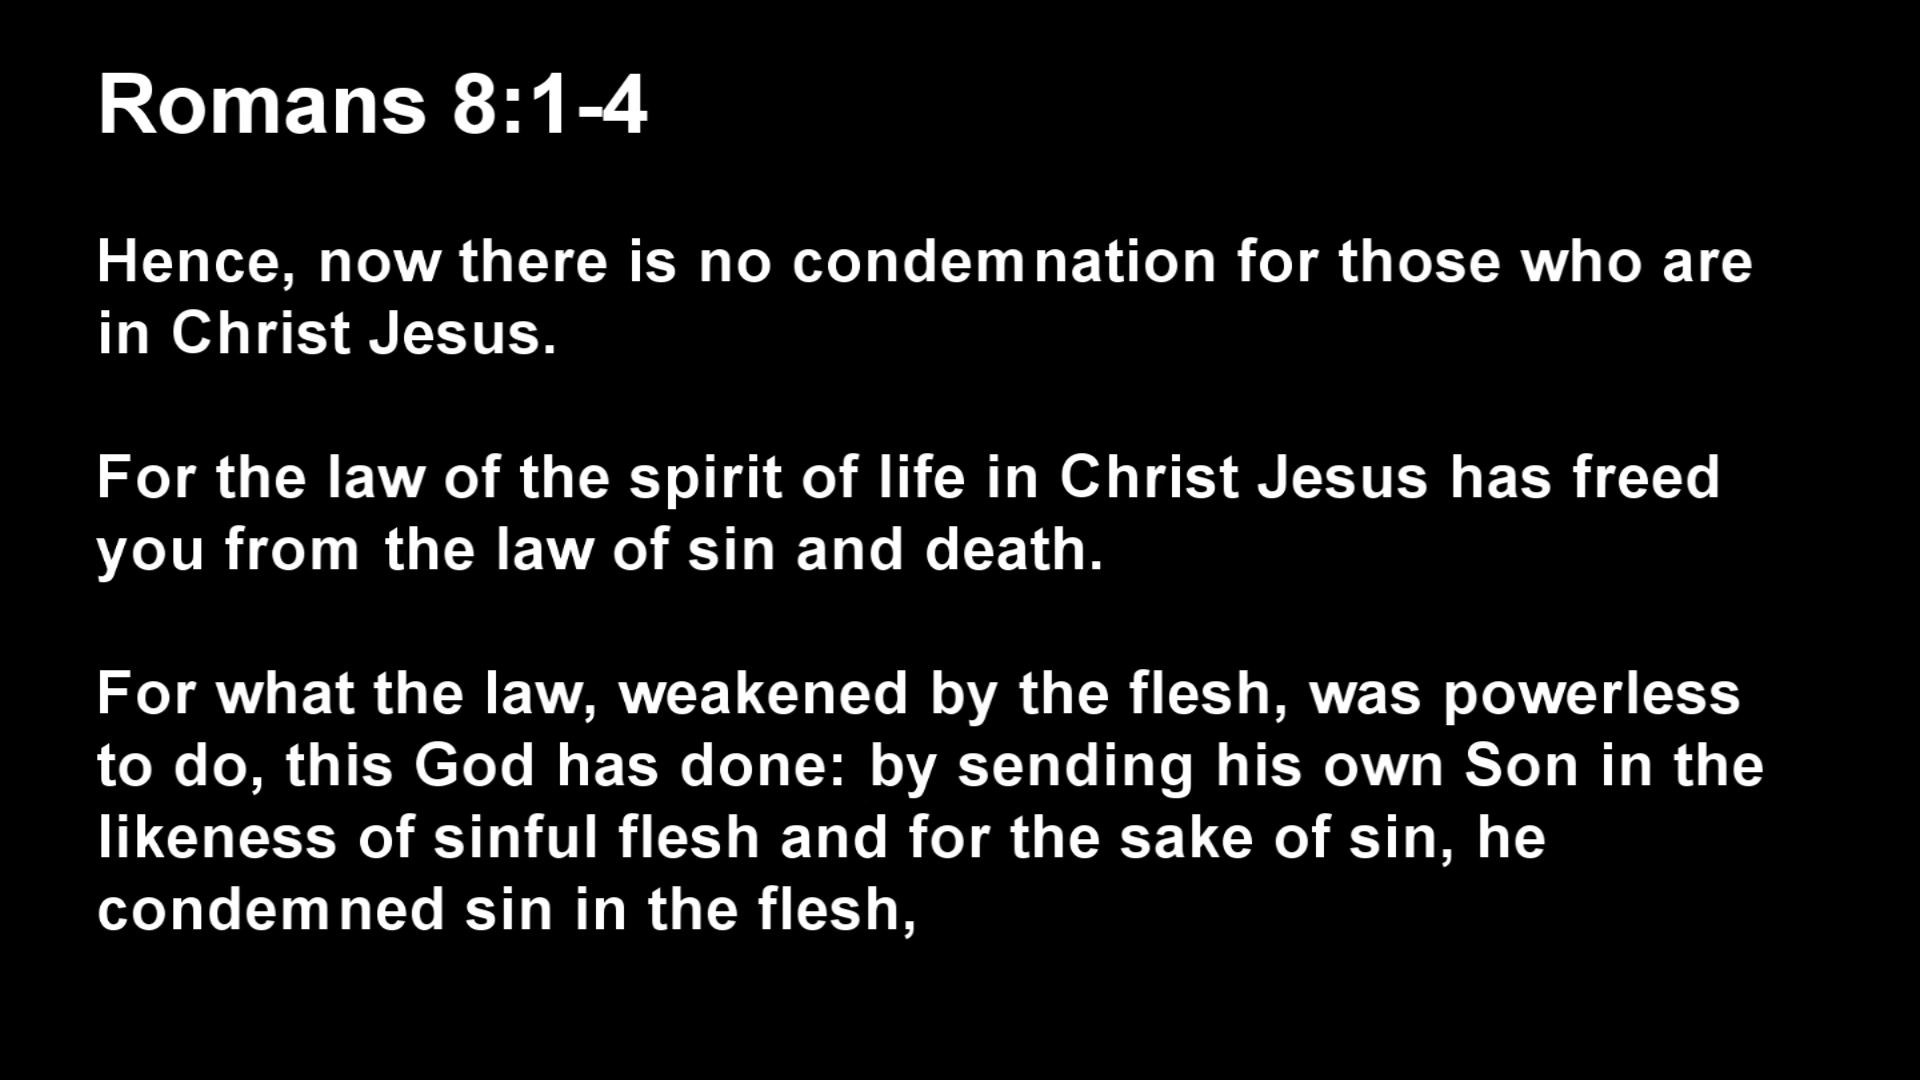 Romans 8:1-4
Hence, now there is no condemnation for those who are
in Christ Jesus.
For the law of the spirit of life in Christ Jesus has freed
you from the law of sin and death.
For what the law, weakened by the flesh, was powerless
to do, this God has done: by sending his own Son in the
likeness of sinful flesh and for the sake of sin, he
condemned sin in the flesh,